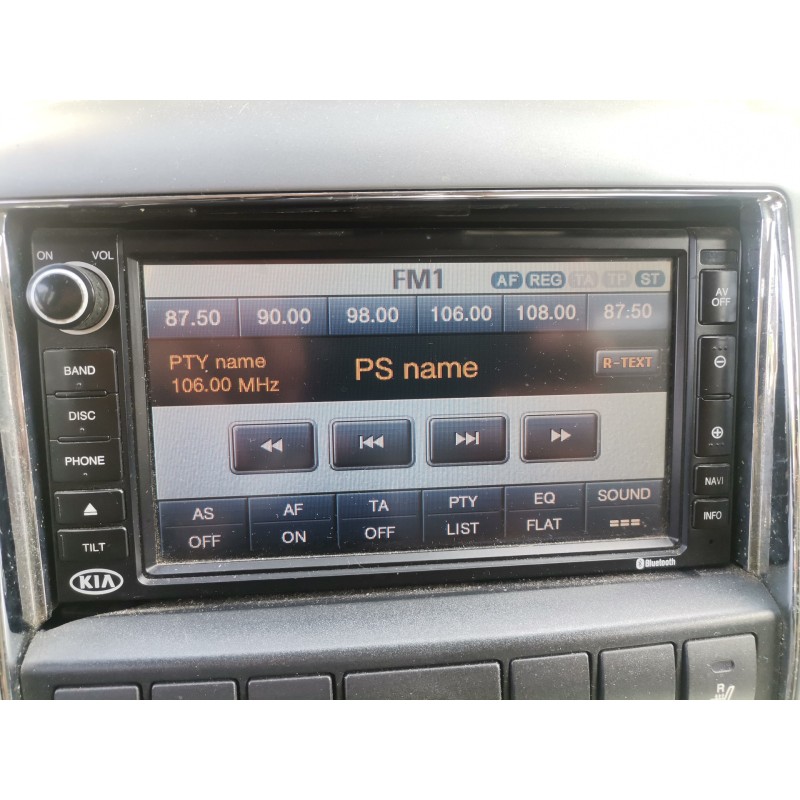 ON VOL
FM1 AF REG TA TP ST
87.50 90.00 98.00 106.00 108.00 87:50
PTY name
106.00 MHz
PS name
R-TEXT
AS AF TA PTY EQ SOUND
OFF ON OFF LIST FLAT ===
BAND
DISC
PHONE
TILT
KIA
AV
OFF
NAVI
INFO
Bluetooth
R